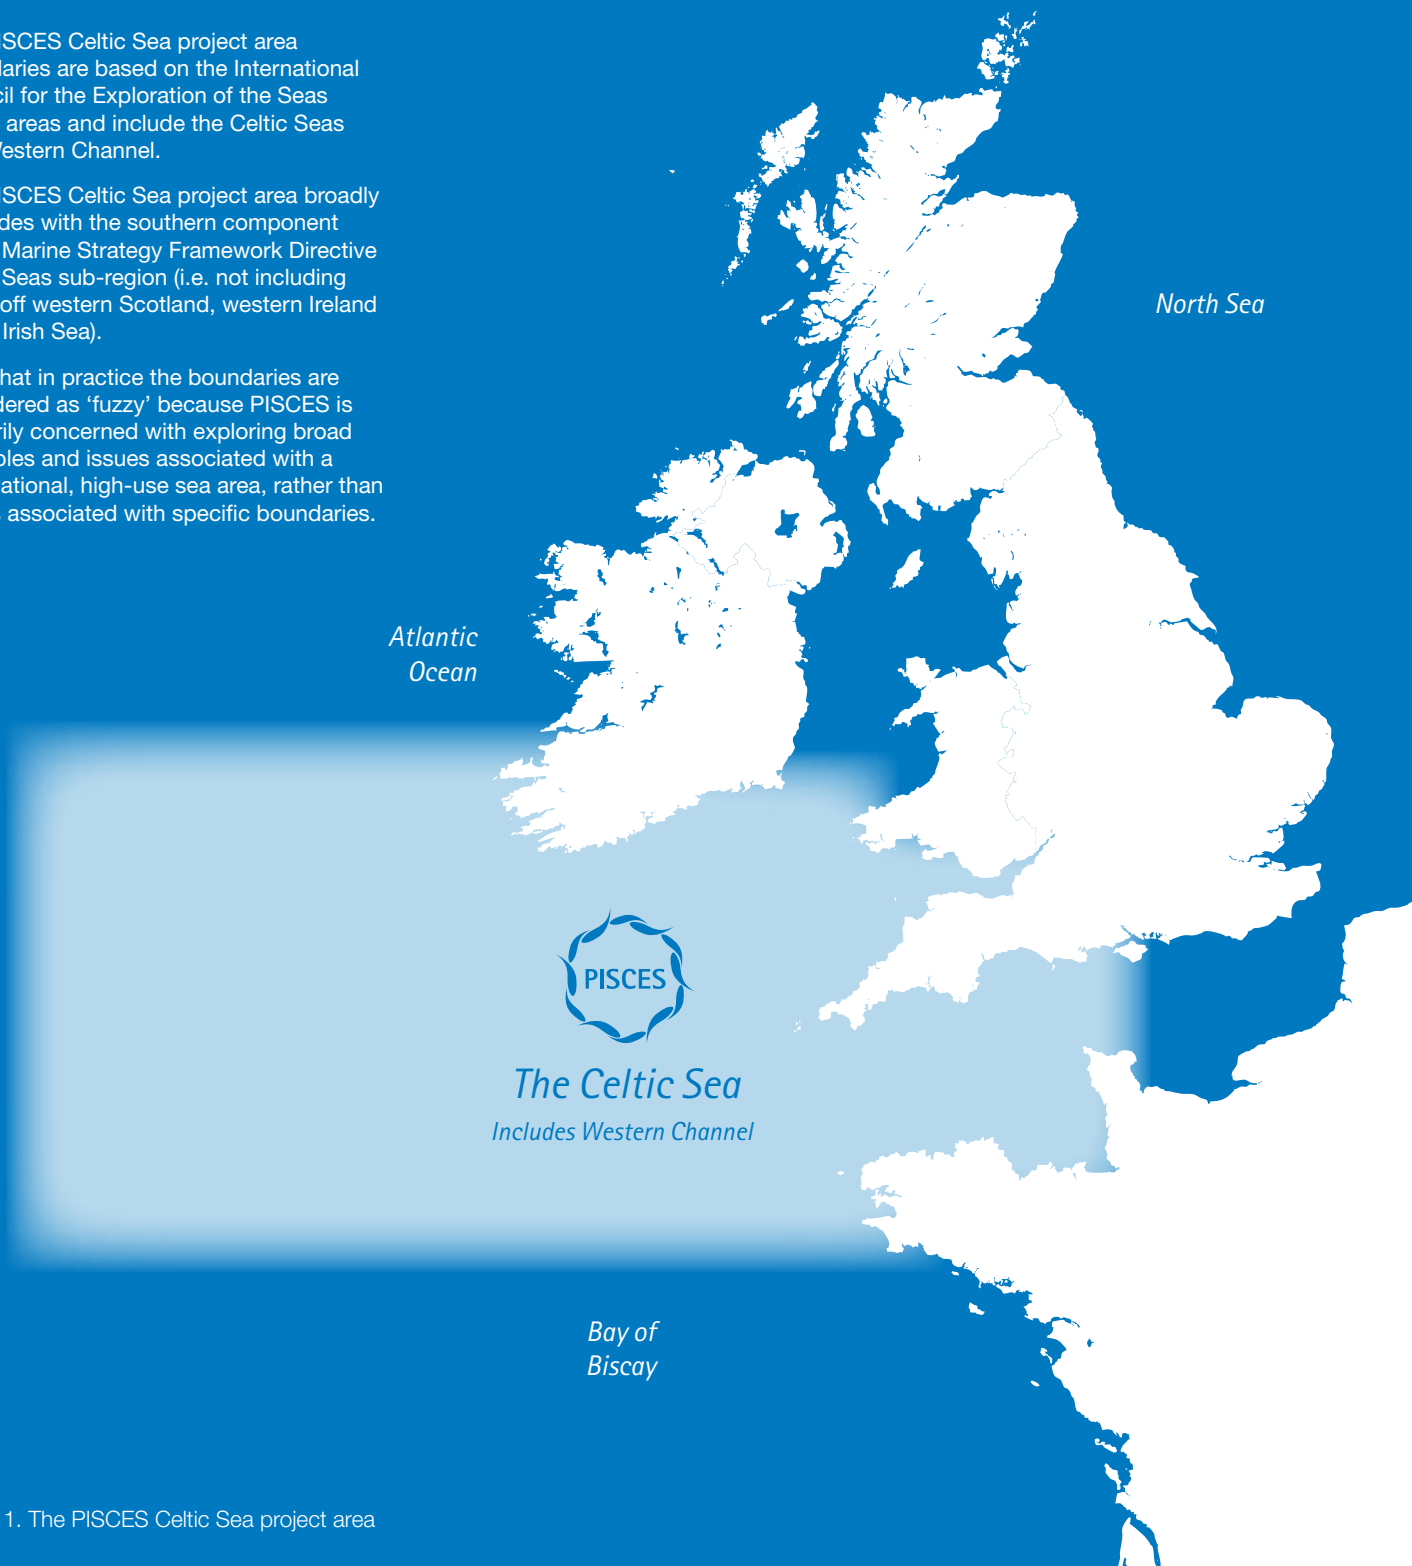 ISCES Celtic Sea project area
daries are based on the International
cil for the Exploration of the Seas
areas and include the Celtic Seas
Western Channel.
ISCES Celtic Sea project area broadly
des with the southern component
Marine Strategy Framework Directive
Seas sub-region (i.e. not including
off western Scotland, western Ireland
Irish Sea).
hat in practice the boundaries are
dered as ‘fuzzy’ because PISCES is
rily concerned with exploring broad
ples and issues associated with a
ational, high-use sea area, rather than
s associated with specific boundaries.
North Sea
Atlantic
Ocean
PISCES
The Celtic Sea
Includes Western Channel
Bay of
Biscay
1. The PISCES Celtic Sea project area